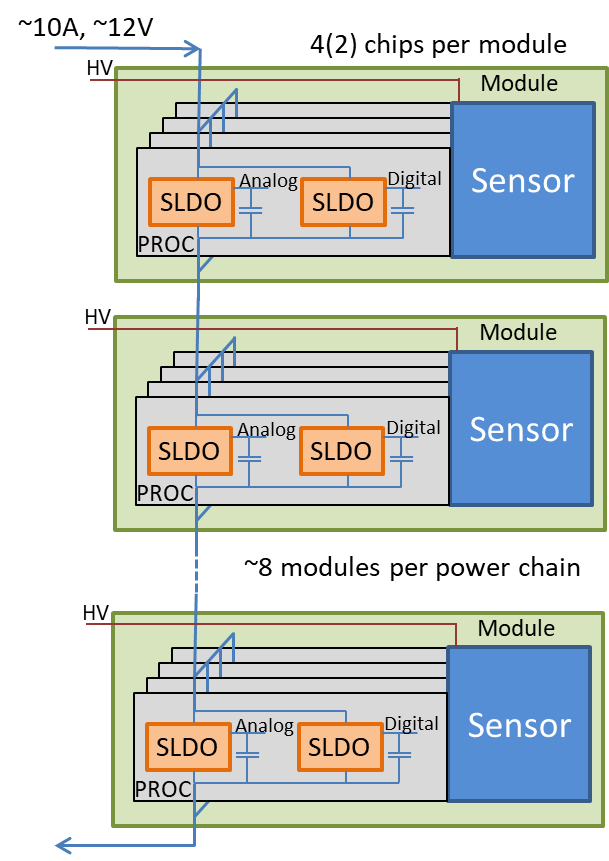 ~10A, ~12V
4(2) chips per module
HV
Module
Analog
Digital
SLDO
SLDO
Sensor
PROC
HV
Module
Analog
Digital
SLDO
SLDO
Sensor
PROC
~8 modules per power chain
HV
Module
Analog
Digital
SLDO
SLDO
Sensor
PROC